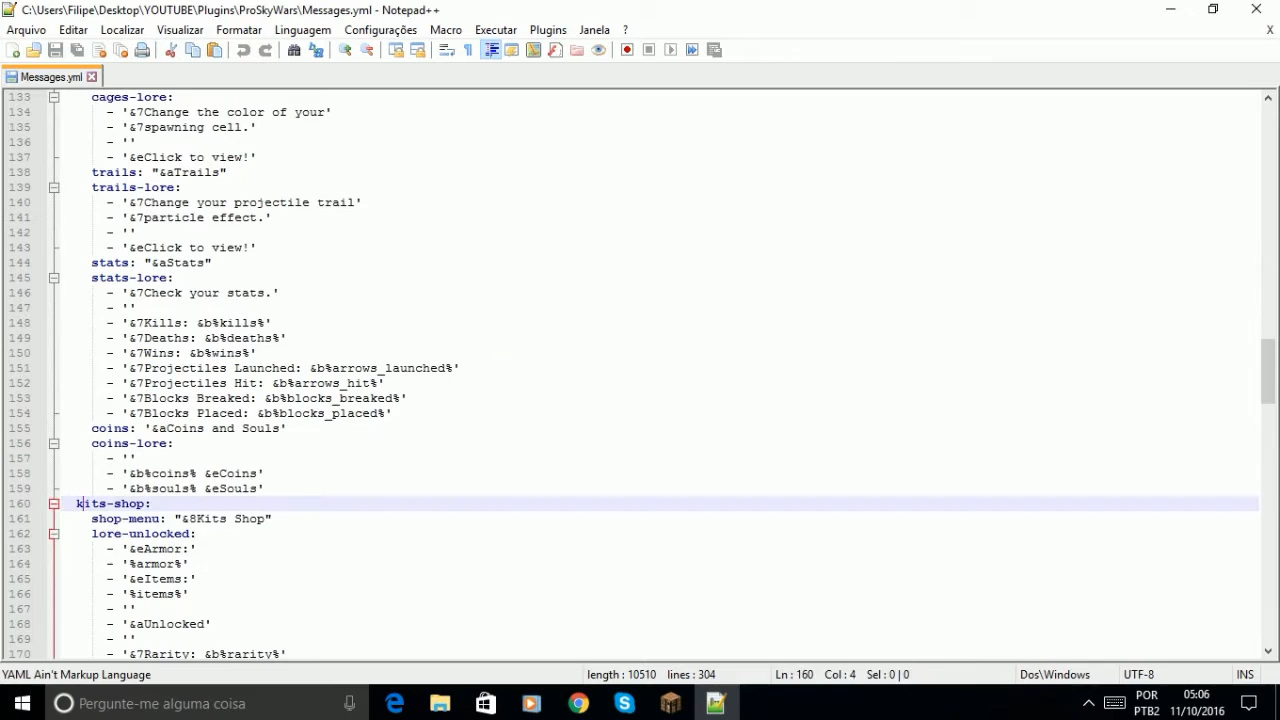 C:\Users\Filipe\Desktop\YOUTUBE\Plugins\ProSkyWars\Messages.yml - Notepad++
Arquivo Editar Localizar Visualizar Formatar Linguagem Configurações Macro Executar Plugins Janela ? X
Messages.yml
133 cages-lore:
134 - '&7Change the color of your'
135 - '&7spawning cell.'
136 - ''
137 - '&eClick to view!'
138 trails: "&aTrails"
139 trails-lore:
140 - '&7Change your projectile trail'
141 - '&7particle effect.'
142 - ''
143 - '&eClick to view!'
144 stats: "&aStats"
145 stats-lore:
146 - '&7Check your stats.'
147 - ''
148 - '&7Kills: &b%kills%'
149 - '&7Deaths: &b%deaths%'
150 - '&7Wins: &b%wins%'
151 - '&7Projectiles Launched: &b%arrows_launched%'
152 - '&7Projectiles Hit: &b%arrows_hit%'
153 - '&7Blocks Breaked: &b%blocks_breaked%'
154 - '&7Blocks Placed: &b%blocks_placed%'
155 coins: '&aCoins and Souls'
156 coins-lore:
157 - ''
158 - '&b%coins% &eCoins'
159 - '&b%souls% &eSouls'
160 kits-shop:
161 shop-menu: "&8Kits Shop"
162 lore-unlocked:
163 - '&eArmor:'
164 - '%armor%'
165 - '&eItems:'
166 - '%items%'
167 - ''
168 - '&aUnlocked'
169 - ''
170 - '&7Rarity: &b%rarity%'
YAML Ain't Markup Language length : 10510 lines : 304 Ln : 160 Col : 4 Sel : 0 | 0 Dos\Windows UTF-8 INS
Pergunte-me alguma coisa POR 05:06
PTB2 11/10/2016